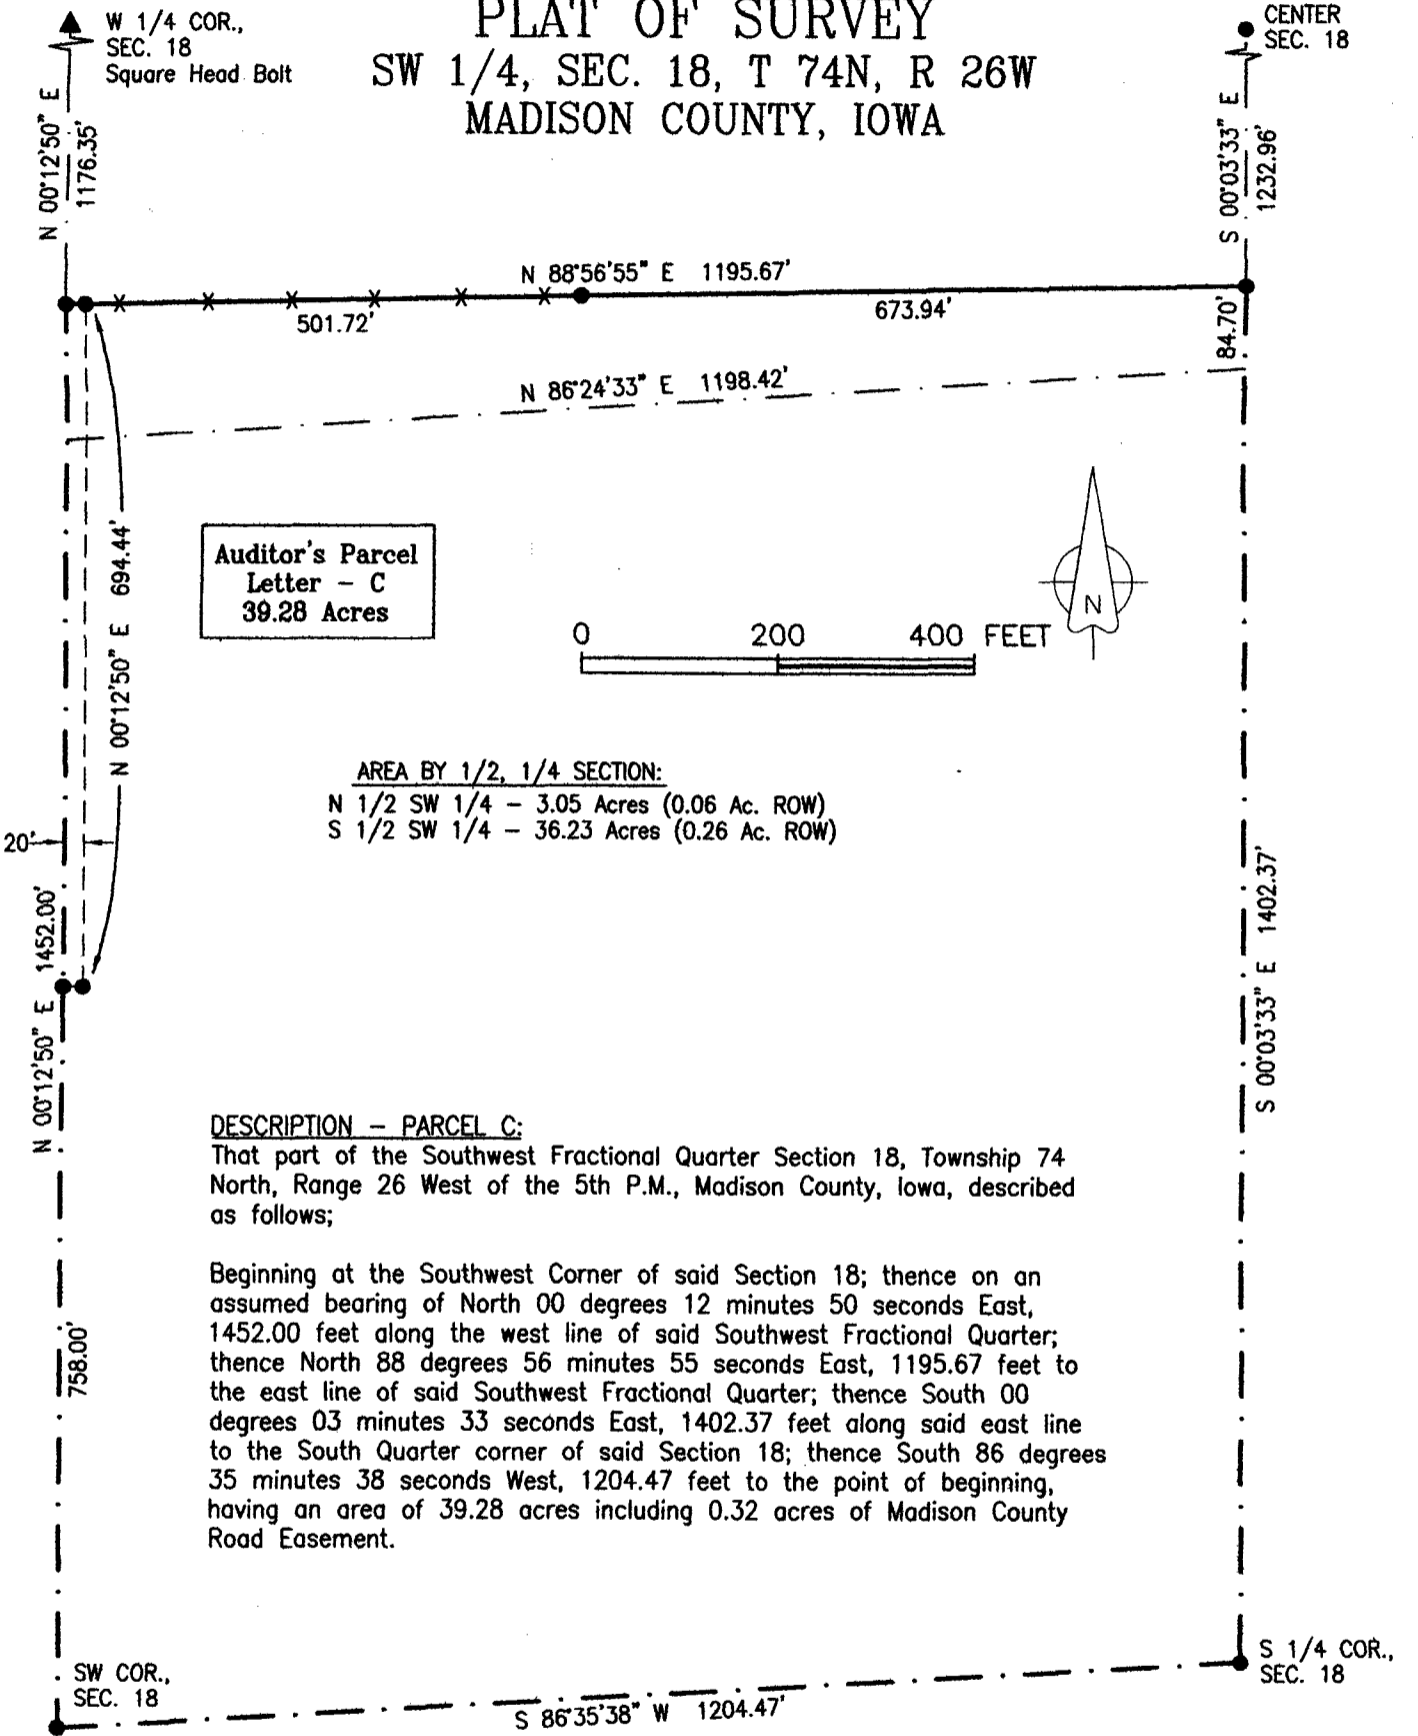 PLAT OF SURVEY
SW 1/4, SEC. 18, T 74N, R 26W
MADISON COUNTY, IOWA
W 1/4 COR.,
SEC. 18
Square Head Bolt
CENTER
SEC. 18
N 00°12'50" E
1176.35'
S 00°03'33" E
1232.96'
N 88°56'55" E 1195.67'
501.72'
673.94'
84.70'
N 86°24'33" E 1198.42'
N 00°12'50" E 694.44'
Auditor's Parcel
Letter - C
39.28 Acres
0 200 400 FEET
N
AREA BY 1/2, 1/4 SECTION:
N 1/2 SW 1/4 - 3.05 Acres (0.06 Ac. ROW)
S 1/2 SW 1/4 - 36.23 Acres (0.26 Ac. ROW)
20'
N 00°12'50" E 1452.00'
S 00°03'33" E 1402.37'
758.00'
DESCRIPTION - PARCEL C:
That part of the Southwest Fractional Quarter Section 18, Township 74
North, Range 26 West of the 5th P.M., Madison County, Iowa, described
as follows;
Beginning at the Southwest Corner of said Section 18; thence on an
assumed bearing of North 00 degrees 12 minutes 50 seconds East,
1452.00 feet along the west line of said Southwest Fractional Quarter;
thence North 88 degrees 56 minutes 55 seconds East, 1195.67 feet to
the east line of said Southwest Fractional Quarter; thence South 00
degrees 03 minutes 33 seconds East, 1402.37 feet along said east line
to the South Quarter corner of said Section 18; thence South 86 degrees
35 minutes 38 seconds West, 1204.47 feet to the point of beginning,
having an area of 39.28 acres including 0.32 acres of Madison County
Road Easement.
SW COR.,
SEC. 18
S 1/4 COR.,
SEC. 18
S 86°35'38" W 1204.47'